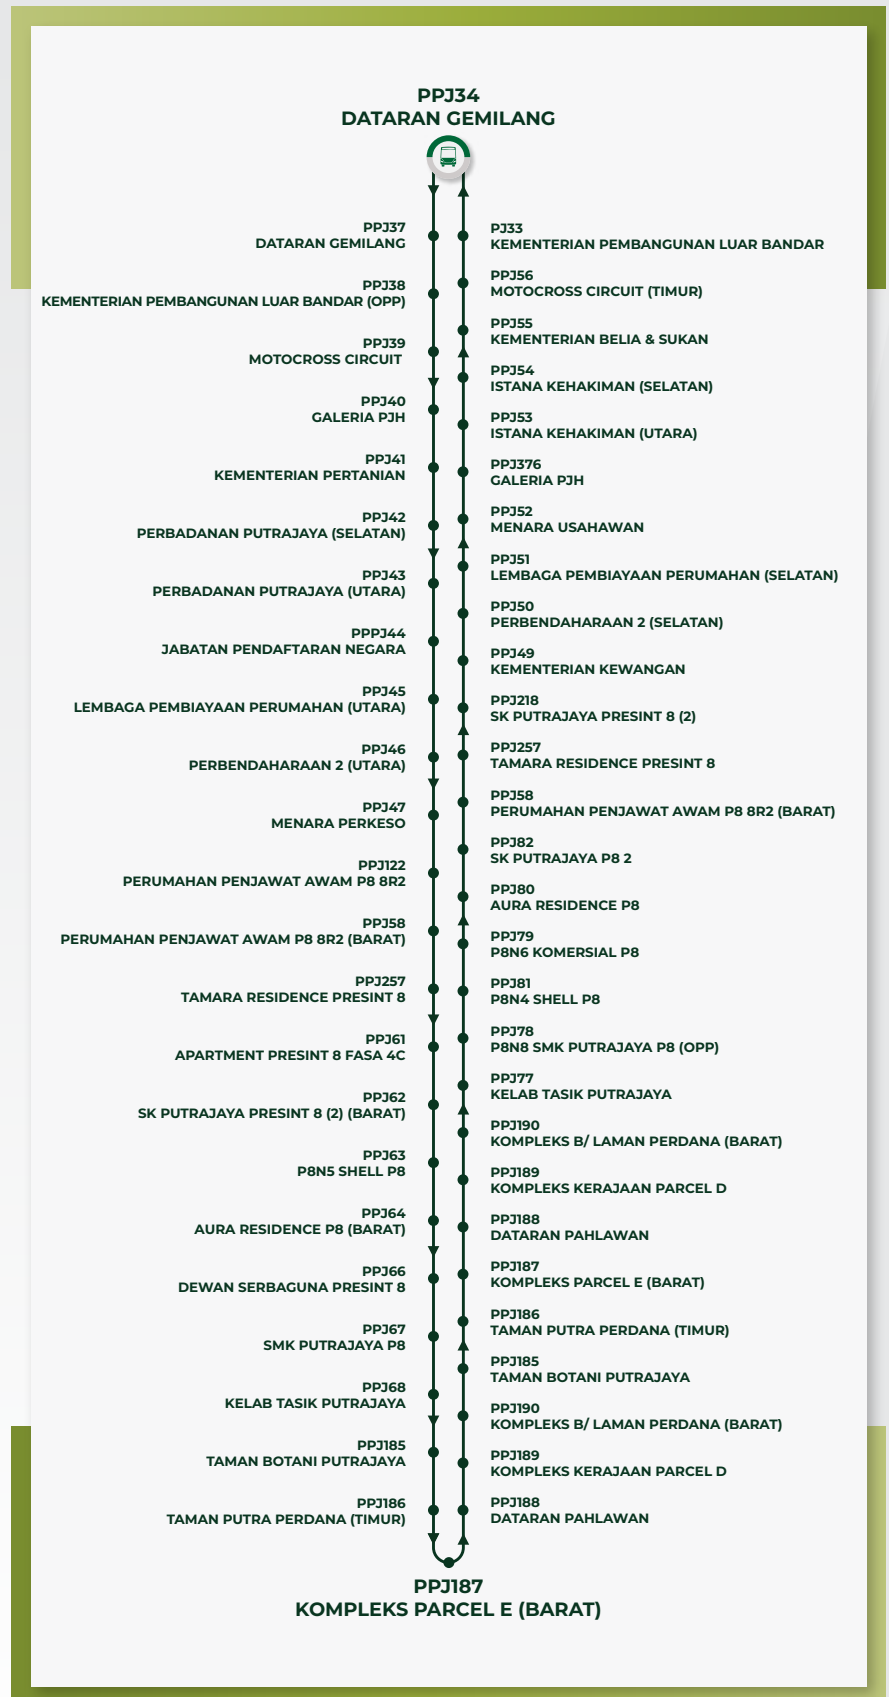 PPJ34
DATARAN GEMILANG
PPJ37
DATARAN GEMILANG
PPJ38
KEMENTERIAN PEMBANGUNAN LUAR BANDAR (OPP)
PPJ39
MOTOCROSS CIRCUIT
PPJ40
GALERIA PJH
PPJ41
KEMENTERIAN PERTANIAN
PPJ42
PERBADANAN PUTRAJAYA (SELATAN)
PPJ43
PERBADANAN PUTRAJAYA (UTARA)
PPPJ44
JABATAN PENDAFTARAN NEGARA
PPJ45
LEMBAGA PEMBIAYAAN PERUMAHAN (UTARA)
PPJ46
PERBENDAHARAAN 2 (UTARA)
PPJ47
MENARA PERKESO
PPJ122
PERUMAHAN PENJAWAT AWAM P8 8R2
PPJ58
PERUMAHAN PENJAWAT AWAM P8 8R2 (BARAT)
PPJ257
TAMARA RESIDENCE PRESINT 8
PPJ61
APARTMENT PRESINT 8 FASA 4C
PPJ62
SK PUTRAJAYA PRESINT 8 (2) (BARAT)
PPJ63
P8N5 SHELL P8
PPJ64
AURA RESIDENCE P8 (BARAT)
PPJ66
DEWAN SERBAGUNA PRESINT 8
PPJ67
SMK PUTRAJAYA P8
PPJ68
KELAB TASIK PUTRAJAYA
PPJ185
TAMAN BOTANI PUTRAJAYA
PPJ186
TAMAN PUTRA PERDANA (TIMUR)
PJ33
KEMENTERIAN PEMBANGUNAN LUAR BANDAR
PPJ56
MOTOCROSS CIRCUIT (TIMUR)
PPJ55
KEMENTERIAN BELIA & SUKAN
PPJ54
ISTANA KEHAKIMAN (SELATAN)
PPJ53
ISTANA KEHAKIMAN (UTARA)
PPJ376
GALERIA PJH
PPJ52
MENARA USAHAWAN
PPJ51
LEMBAGA PEMBIAYAAN PERUMAHAN (SELATAN)
PPJ50
PERBENDAHARAAN 2 (SELATAN)
PPJ49
KEMENTERIAN KEWANGAN
PPJ218
SK PUTRAJAYA PRESINT 8 (2)
PPJ257
TAMARA RESIDENCE PRESINT 8
PPJ58
PERUMAHAN PENJAWAT AWAM P8 8R2 (BARAT)
PPJ82
SK PUTRAJAYA P8 2
PPJ80
AURA RESIDENCE P8
PPJ79
P8N6 KOMERSIAL P8
PPJ81
P8N4 SHELL P8
PPJ78
P8N8 SMK PUTRAJAYA P8 (OPP)
PPJ77
KELAB TASIK PUTRAJAYA
PPJ190
KOMPLEKS B/ LAMAN PERDANA (BARAT)
PPJ189
KOMPLEKS KERAJAAN PARCEL D
PPJ188
DATARAN PAHLAWAN
PPJ187
KOMPLEKS PARCEL E (BARAT)
PPJ186
TAMAN PUTRA PERDANA (TIMUR)
PPJ185
TAMAN BOTANI PUTRAJAYA
PPJ190
KOMPLEKS B/ LAMAN PERDANA (BARAT)
PPJ189
KOMPLEKS KERAJAAN PARCEL D
PPJ188
DATARAN PAHLAWAN
PPJ187
KOMPLEKS PARCEL E (BARAT)